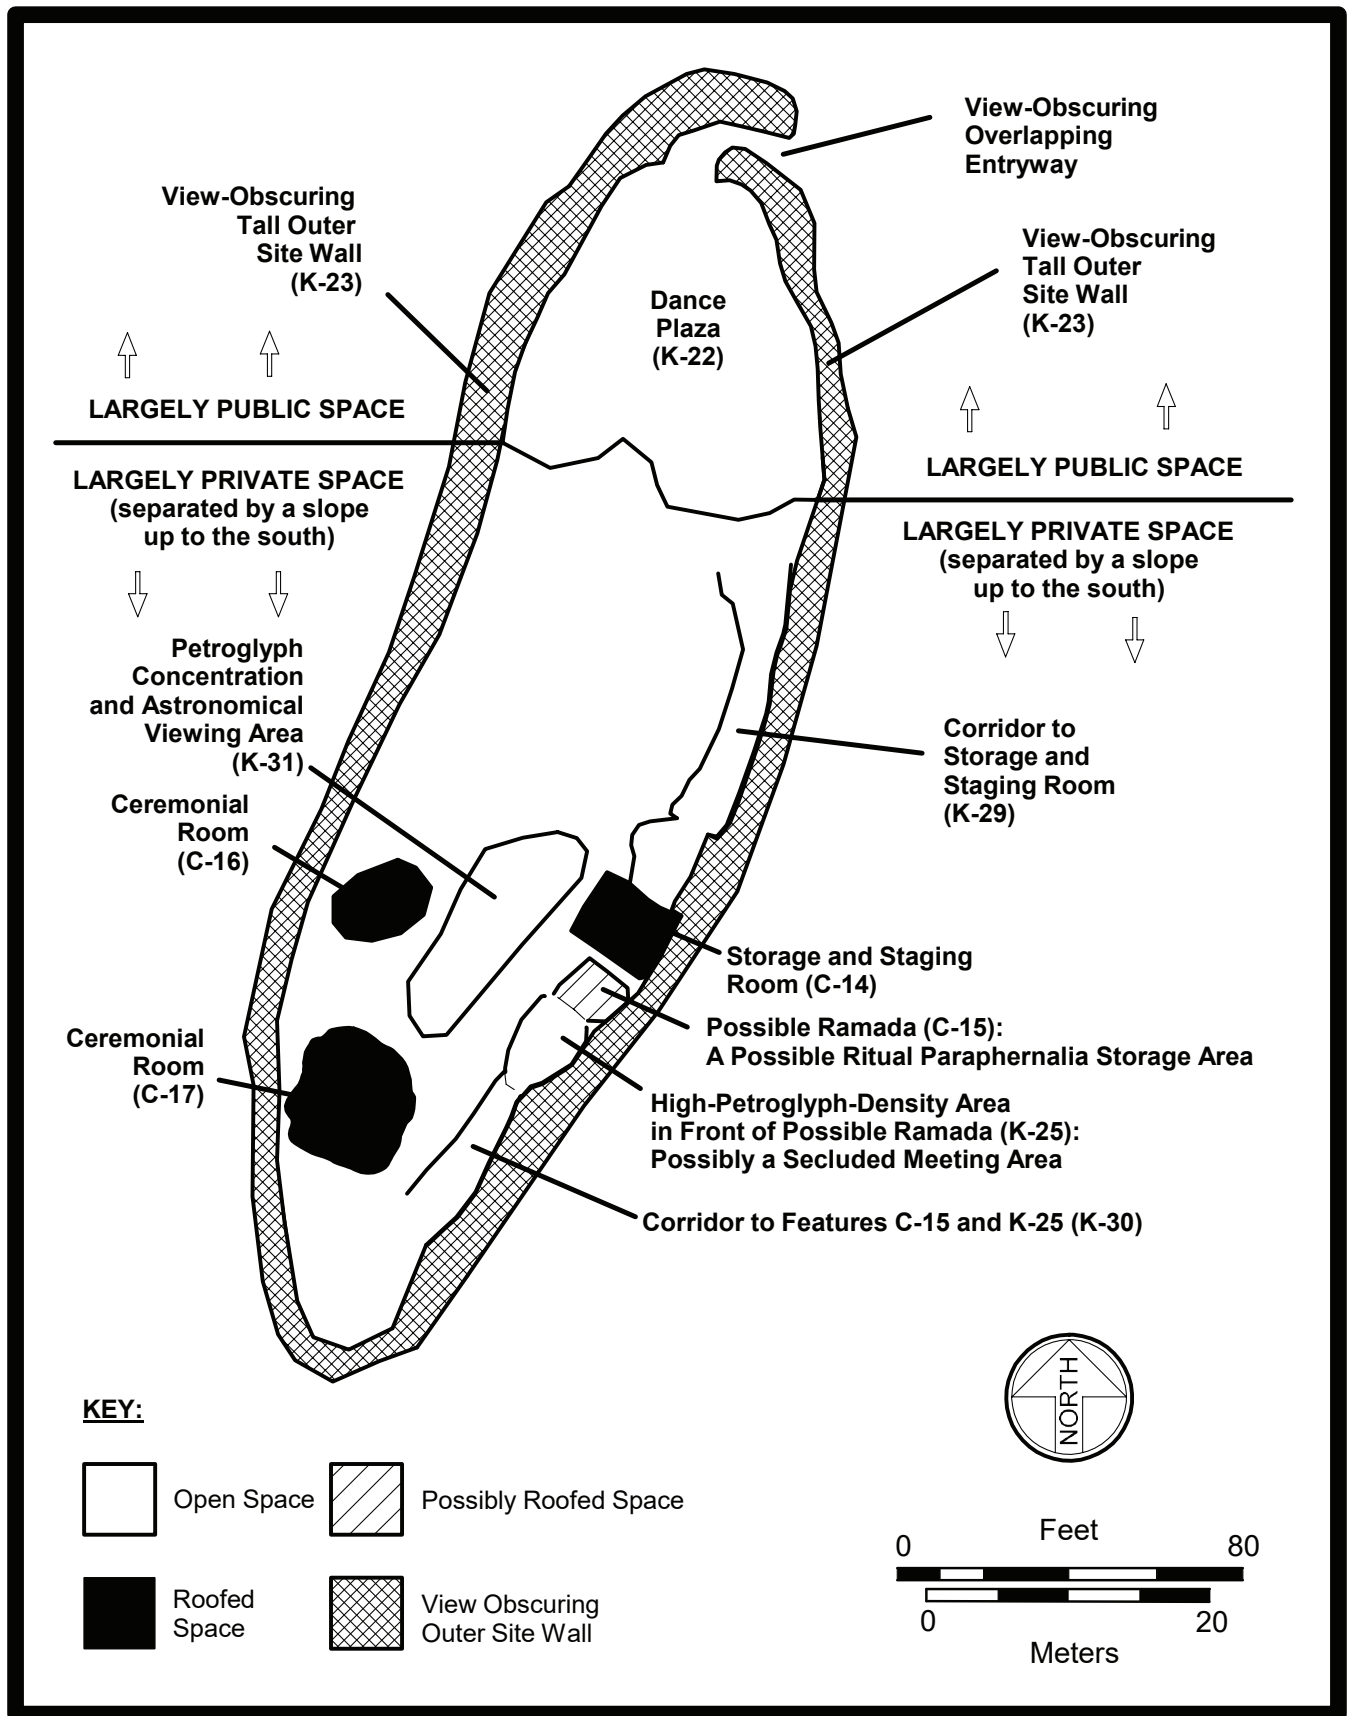 View-Obscuring
Overlapping
Entryway
View-Obscuring
Tall Outer
Site Wall
(K-23)
View-Obscuring
Tall Outer
Site Wall
(K-23)
Dance
Plaza
(K-22)
LARGELY PUBLIC SPACE
LARGELY PRIVATE SPACE
(separated by a slope
up to the south)
LARGELY PUBLIC SPACE
LARGELY PRIVATE SPACE
(separated by a slope
up to the south)
Petroglyph
Concentration
and Astronomical
Viewing Area
(K-31)
Corridor to
Storage and
Staging Room
(K-29)
Ceremonial
Room
(C-16)
Storage and Staging
Room (C-14)
Possible Ramada (C-15):
A Possible Ritual Paraphernalia Storage Area
Ceremonial
Room
(C-17)
High-Petroglyph-Density Area
in Front of Possible Ramada (K-25):
Possibly a Secluded Meeting Area
Corridor to Features C-15 and K-25 (K-30)
NORTH
KEY:
Open Space
Possibly Roofed Space
Roofed
Space
View Obscuring
Outer Site Wall
Feet
0 80
0 20
Meters